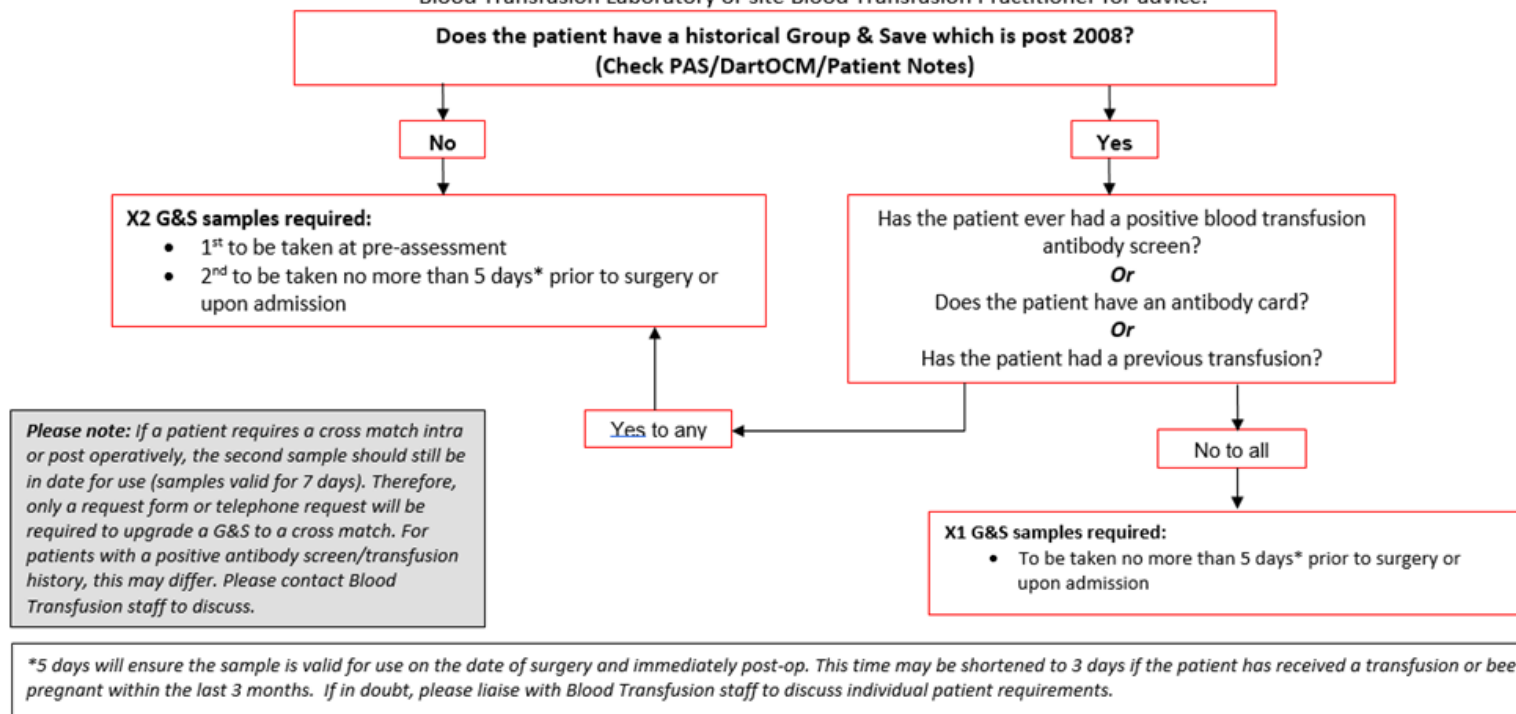 Blood Transfusion Laboratory or site Blood Transfusion Practitioner for advice.
Does the patient have a historical Group & Save which is post 2008?
(Check PAS/DartOCM/Patient Notes)
No
Yes
X2 G&S samples required:
• 1st to be taken at pre-assessment
• 2nd to be taken no more than 5 days* prior to surgery or
upon admission
Has the patient ever had a positive blood transfusion
antibody screen?
Or
Does the patient have an antibody card?
Or
Has the patient had a previous transfusion?
Yes to any
No to all
Please note: If a patient requires a cross match intra
or post operatively, the second sample should still be
in date for use (samples valid for 7 days). Therefore,
only a request form or telephone request will be
required to upgrade a G&S to a cross match. For
patients with a positive antibody screen/transfusion
history, this may differ. Please contact Blood
Transfusion staff to discuss.
X1 G&S samples required:
• To be taken no more than 5 days* prior to surgery or
upon admission
*5 days will ensure the sample is valid for use on the date of surgery and immediately post-op. This time may be shortened to 3 days if the patient has received a transfusion or bee
pregnant within the last 3 months. If in doubt, please liaise with Blood Transfusion staff to discuss individual patient requirements.